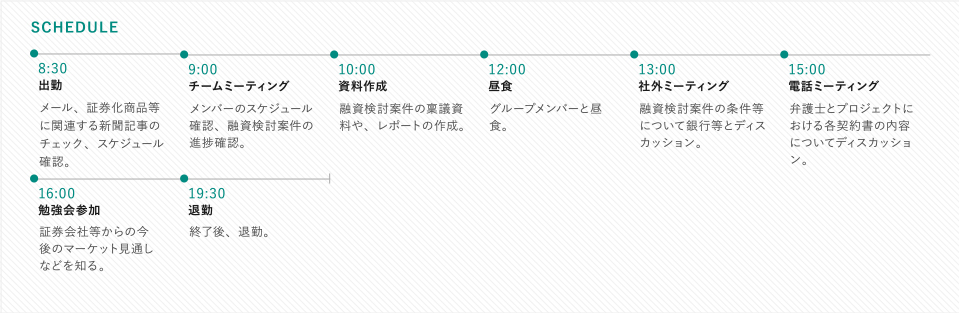 SCHEDULE
8:30
出勤
メール、証券化商品等
に関連する新聞記事の
チェック、スケジュール
確認。
9:00
チームミーティング
メンバーのスケジュール
確認、融資検討案件の
進捗確認。
10:00
資料作成
融資検討案件の稟議資
料や、レポートの作成。
12:00
昼食
グループメンバーと昼
食。
13:00
社外ミーティング
融資検討案件の条件等
について銀行等とディス
カッション。
15:00
電話ミーティング
弁護士とプロジェクトに
おける各契約書の内容
についてディスカッショ
ン。
16:00
勉強会参加
証券会社等からの今
後のマーケット見通し
などを知る。
19:30
退勤
終了後、退勤。